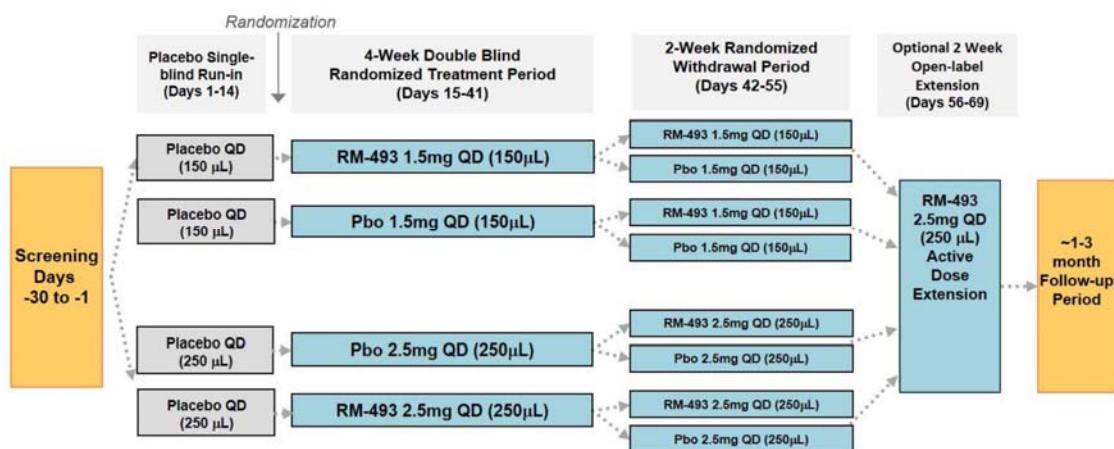 Randomization
Placebo Single-
blind Run-in
(Days 1-14)
4-Week Double Blind
Randomized Treatment Period
(Days 15-41)
2-Week Randomized
Withdrawal Period
(Days 42-55)
Optional 2 Week
Open-label
Extension
(Days 56-69)
Screening
Days
-30 to -1
Placebo QD
(150 µL)
RM-493 1.5mg QD (150µL)
RM-493 1.5mg QD (150µL)
Pbo 1.5mg QD (150µL)
Placebo QD
(150 µL)
Pbo 1.5mg QD (150µL)
RM-493 1.5mg QD (150µL)
Pbo 1.5mg QD (150µL)
Placebo QD
(250 µL)
Pbo 2.5mg QD (250µL)
RM-493 2.5mg QD (250µL)
Pbo 2.5mg QD (250µL)
Placebo QD
(250 µL)
RM-493 2.5mg QD (250µL)
RM-493 2.5mg QD (250µL)
Pbo 2.5mg QD (250µL)
RM-493
2.5mg QD
(250 µL)
Active
Dose
Extension
~1-3
month
Follow-up
Period